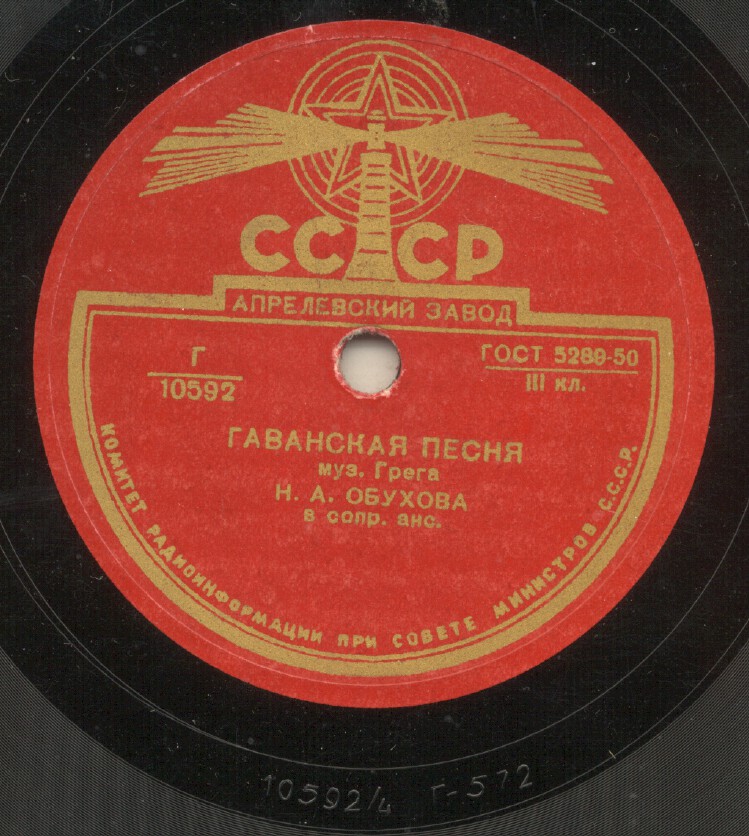 СССР
АПРЕЛЕВСКИЙ ЗАВОД
Г
10592
ГОСТ 5289-50
III кл.
ГАВАНСКАЯ ПЕСНЯ
муз. Грега
Н. А. ОБУХОВА
в сопр. анс.
КОМИТЕТ РАДИОИНФОРМАЦИИ ПРИ СОВЕТЕ МИНИСТРОВ С.С.С.Р.
10592/4 Г-572